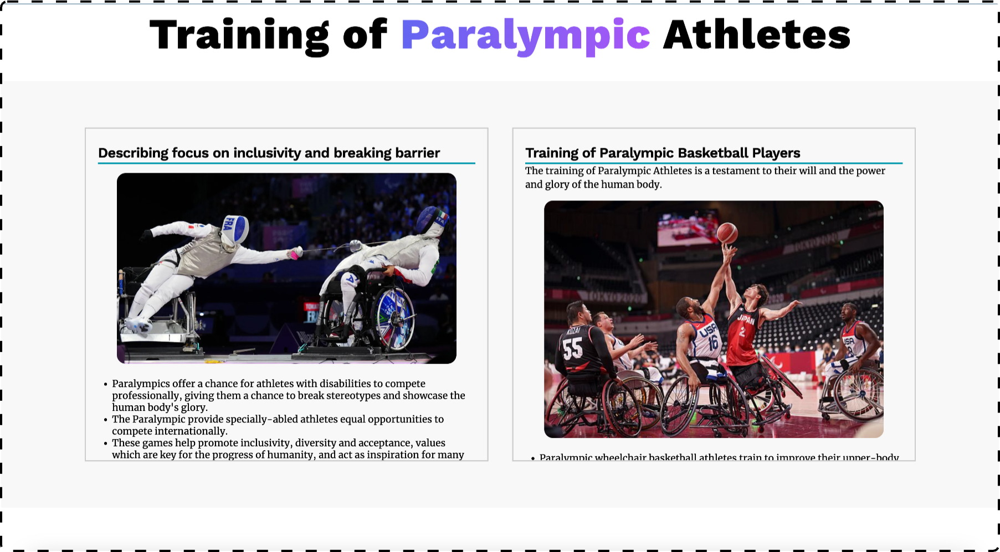 Training of Paralympic Athletes
Describing focus on inclusivity and breaking barrier
FRA
ITA
Paralympics offer a chance for athletes with disabilities to compete
professionally, giving them a chance to break stereotypes and showcase the
human body's glory.
The Paralympic provide specially-abled athletes equal opportunities to
compete internationally.
These games help promote inclusivity, diversity and acceptance, values
which are key for the progress of humanity, and act as inspiration for many
Training of Paralympic Basketball Players
The training of Paralympic Athletes is a testament to their will and the power
and glory of the human body.
TOKYO 2020
TOKYO 2020
KOZAI
55
USA
16
JAPAN
2
USA
Paralympic wheelchair basketball athletes train to improve their upper-body